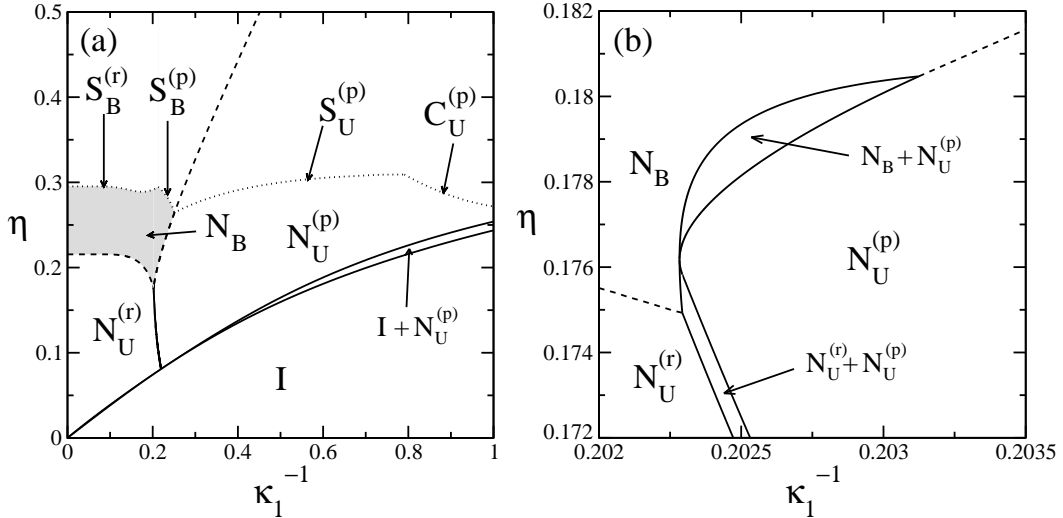 (a)
0.5
0.4
0.3
0.2
0.1
0
η
S_B^(r)
S_B^(p)
S_U^(p)
C_U^(p)
N_B
N_U^(p)
N_U^(r)
I + N_U^(p)
I
0 0.2 0.4 0.6 0.8 1
κ_1^−1
(b)
0.182
0.18
0.178
0.176
0.174
0.172
η
N_B
N_B + N_U^(p)
N_U^(p)
N_U^(r)
N_U^(r) + N_U^(p)
0.202 0.2025 0.203 0.2035
κ_1^−1